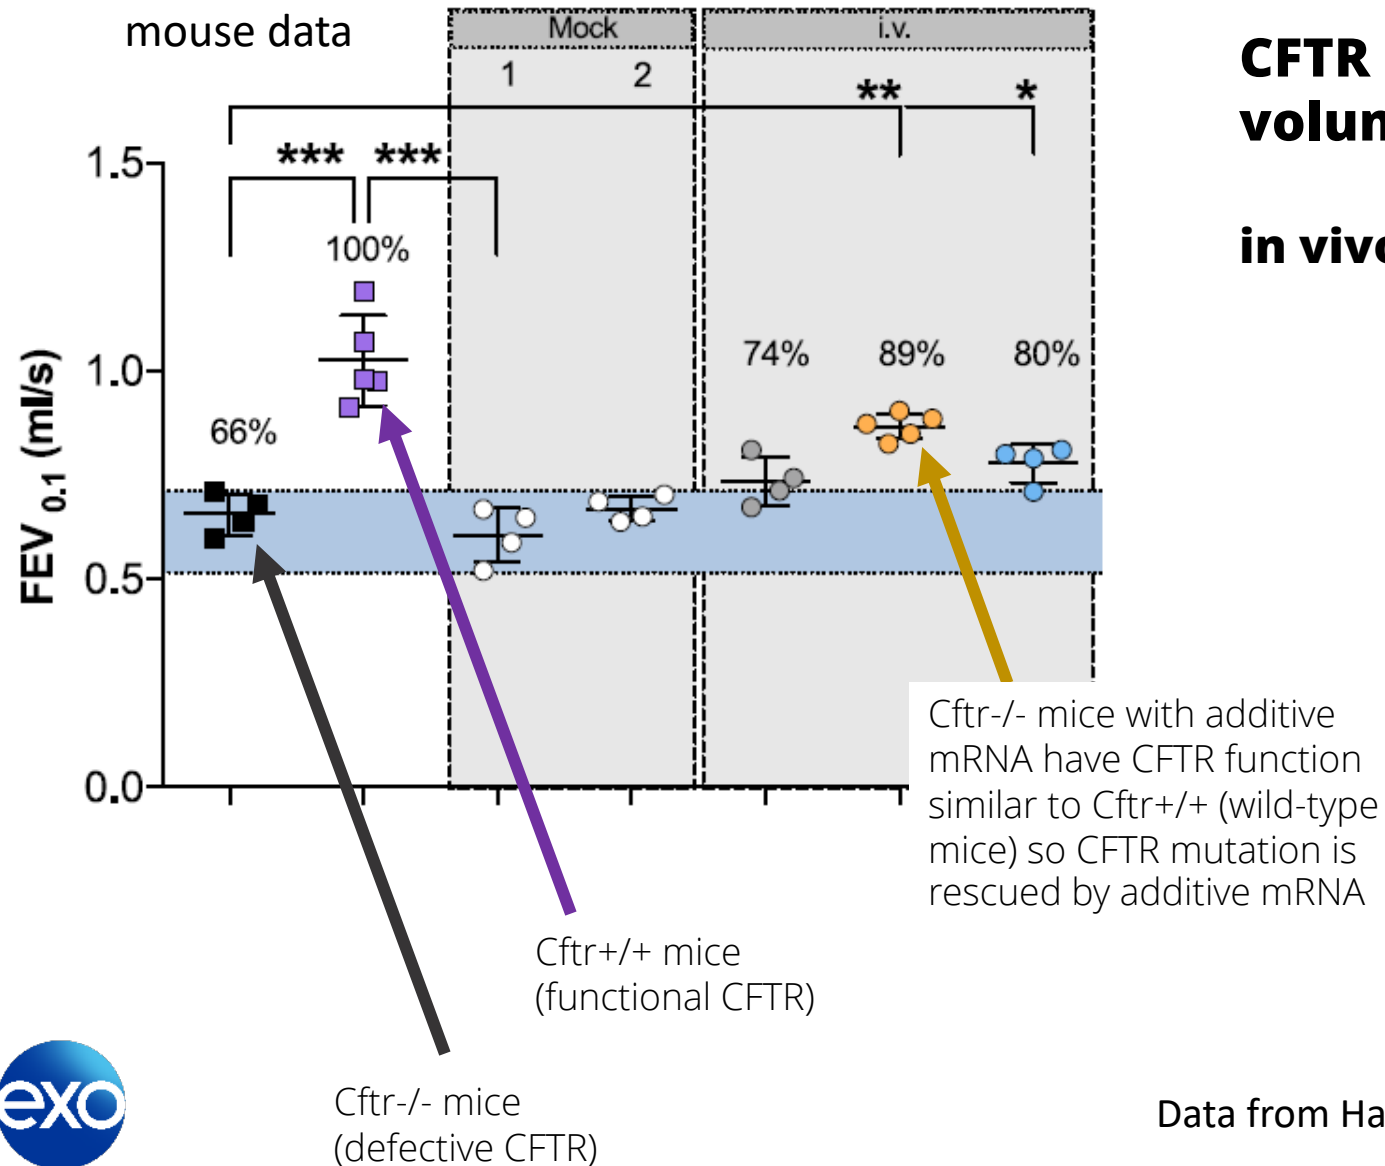 mouse data
Mock
i.v.
1
2
CFTR
in vivo
**
*
*** ***
1.5
100%
1.0
74%
89%
80%
66%
FEV 0.1 (ml/s)
0.5
0.0
Cftr-/- mice with additive
mRNA have CFTR function
similar to Cftr+/+ (wild-type
mice) so CFTR mutation is
rescued by additive mRNA
Cftr+/+ mice
(functional CFTR)
exo
Cftr-/- mice
(defective CFTR)
Data from